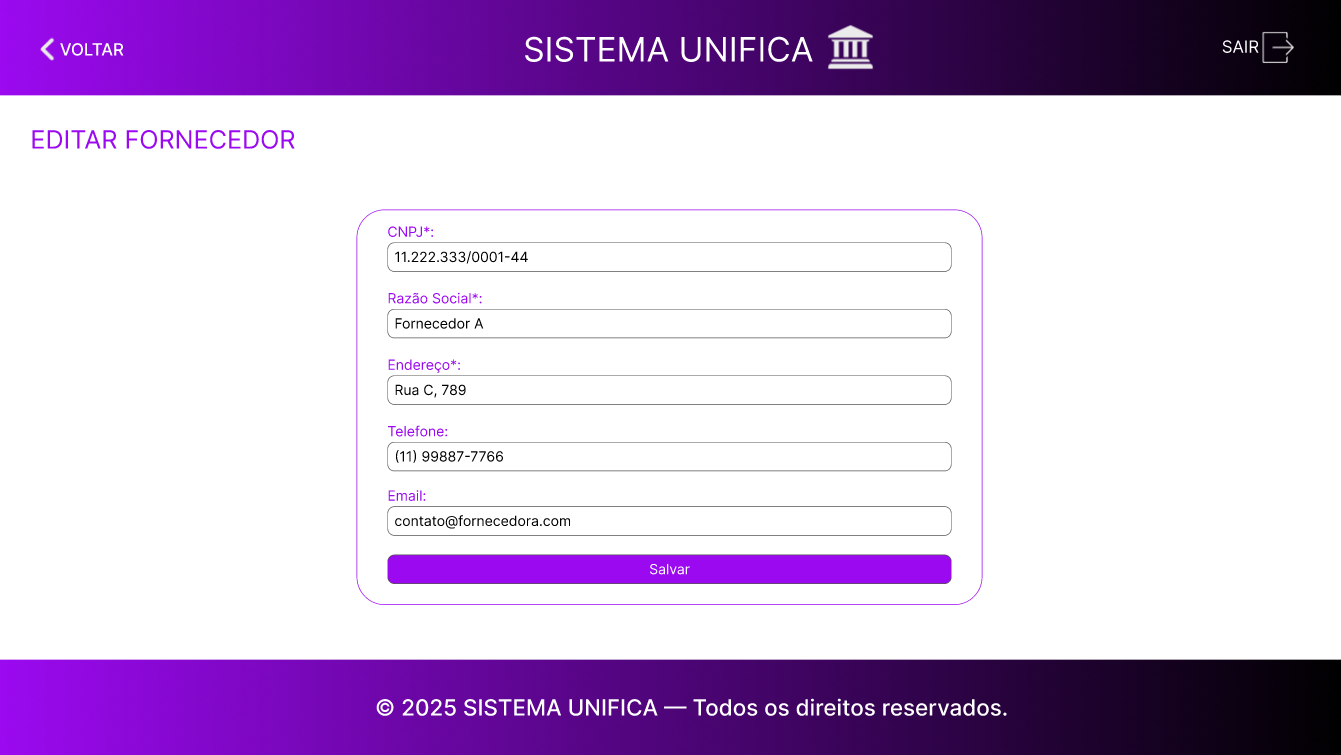 VOLTAR
SISTEMA UNIFICA
SAIR
EDITAR FORNECEDOR
CNPJ*:
11.222.333/0001-44
Razão Social*:
Fornecedor A
Endereço*:
Rua C, 789
Telefone:
(11) 99887-7766
Email:
contato@fornecedora.com
Salvar
© 2025 SISTEMA UNIFICA — Todos os direitos reservados.